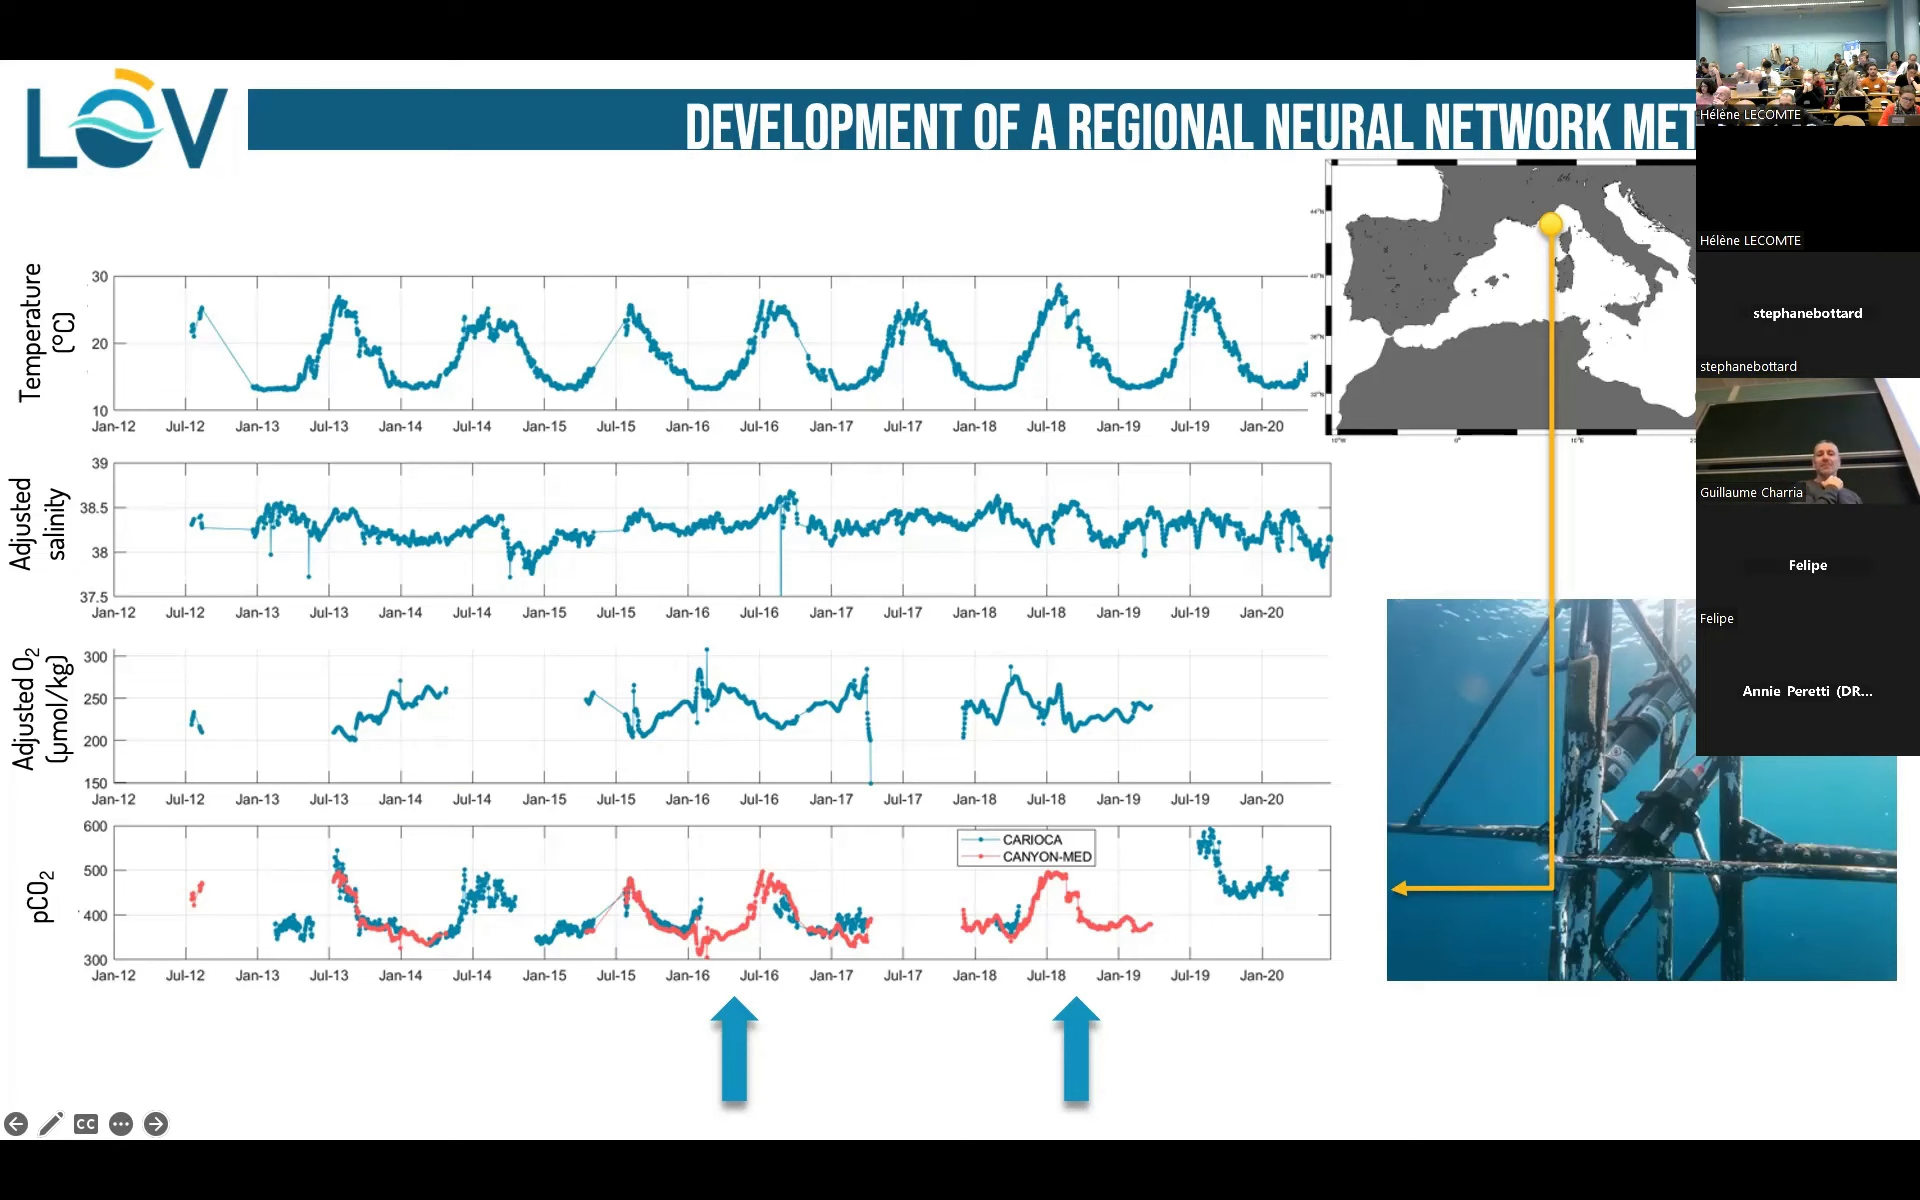 LOV
DEVELOPMENT OF A REGIONAL NEURAL NETWORK MET
Temperature
(°C)
30
20
10
Jan-12 Jul-12 Jan-13 Jul-13 Jan-14 Jul-14 Jan-15 Jul-15 Jan-16 Jul-16 Jan-17 Jul-17 Jan-18 Jul-18 Jan-19 Jul-19 Jan-20
Adjusted
salinity
39
38.5
38
37.5
Jan-12 Jul-12 Jan-13 Jul-13 Jan-14 Jul-14 Jan-15 Jul-15 Jan-16 Jul-16 Jan-17 Jul-17 Jan-18 Jul-18 Jan-19 Jul-19 Jan-20
Adjusted O₂
(µmol/kg)
300
250
200
150
Jan-12 Jul-12 Jan-13 Jul-13 Jan-14 Jul-14 Jan-15 Jul-15 Jan-16 Jul-16 Jan-17 Jul-17 Jan-18 Jul-18 Jan-19 Jul-19 Jan-20
pCO₂
600
500
400
300
CARIOCA
CANYON-MED
Jan-12 Jul-12 Jan-13 Jul-13 Jan-14 Jul-14 Jan-15 Jul-15 Jan-16 Jul-16 Jan-17 Jul-17 Jan-18 Jul-18 Jan-19 Jul-19 Jan-20
CC
Hélène LECOMTE
Hélène LECOMTE
stephanebottard
stephanebottard
Guillaume Charria
Felipe
Felipe
Annie Peretti (DR...